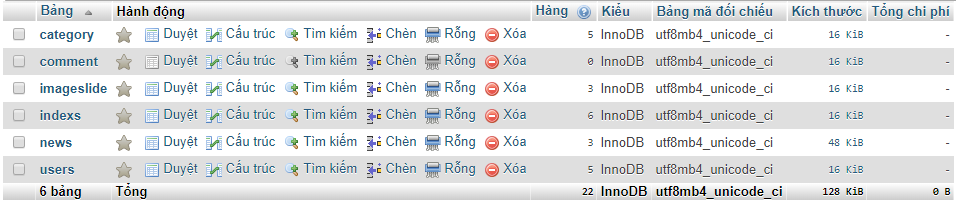 Bảng Hành động Hàng Kiểu Bảng mã đối chiếu Kích thước Tổng chi phí
category Duyệt Cấu trúc Tìm kiếm Chèn Rỗng Xóa 5 InnoDB utf8mb4_unicode_ci 16 KiB -
comment Duyệt Cấu trúc Tìm kiếm Chèn Rỗng Xóa 0 InnoDB utf8mb4_unicode_ci 16 KiB -
imageslide Duyệt Cấu trúc Tìm kiếm Chèn Rỗng Xóa 3 InnoDB utf8mb4_unicode_ci 16 KiB -
indexs Duyệt Cấu trúc Tìm kiếm Chèn Rỗng Xóa 6 InnoDB utf8mb4_unicode_ci 16 KiB -
news Duyệt Cấu trúc Tìm kiếm Chèn Rỗng Xóa 3 InnoDB utf8mb4_unicode_ci 48 KiB -
users Duyệt Cấu trúc Tìm kiếm Chèn Rỗng Xóa 5 InnoDB utf8mb4_unicode_ci 16 KiB -
6 bảng Tổng 22 InnoDB utf8mb4_unicode_ci 128 KiB 0 B